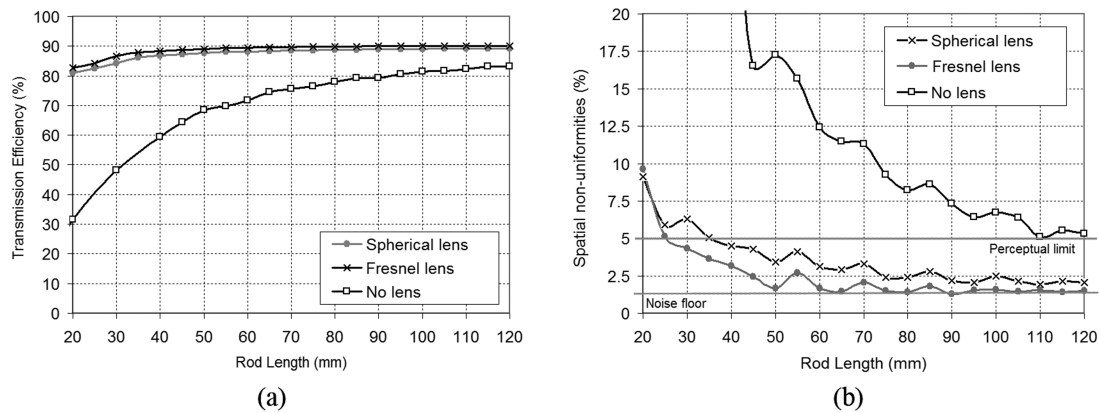 Transmission Efficiency (%)
100
90
80
70
60
50
40
30
20
10
0
20 30 40 50 60 70 80 90 100 110 120
Rod Length (mm)
Spherical lens
Fresnel lens
No lens
(a)
Spatial non-uniformities (%)
20
17.5
15
12.5
10
7.5
5
2.5
0
20 30 40 50 60 70 80 90 100 110 120
Rod Length (mm)
Spherical lens
Fresnel lens
No lens
Perceptual limit
Noise floor
(b)